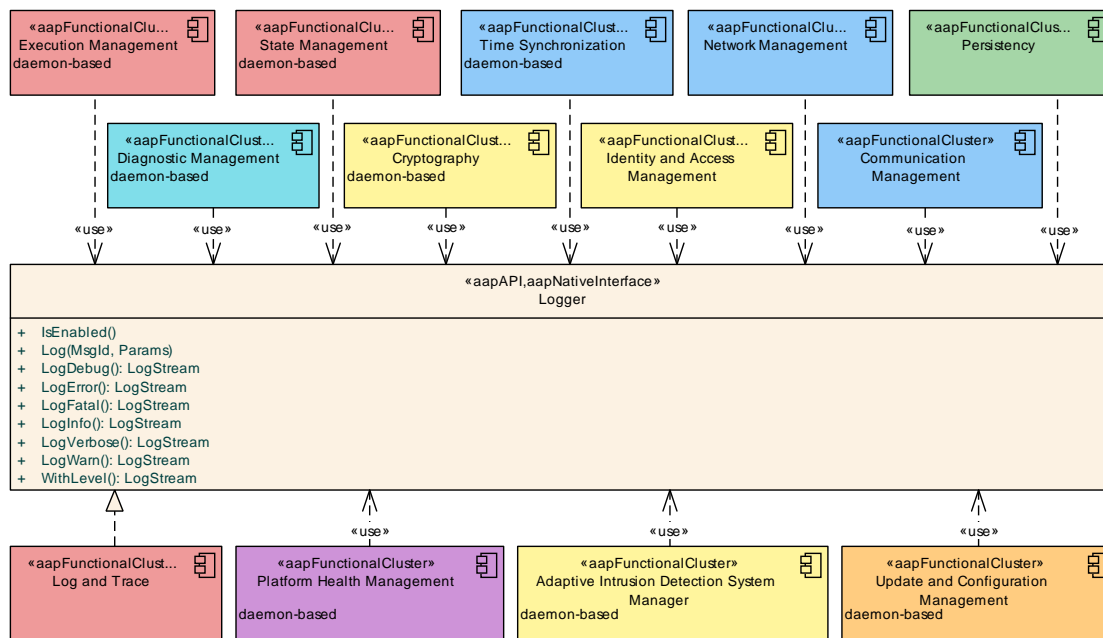 «aapFunctionalClu...
Execution Management
daemon-based
«aapFunctionalClu...
State Management
daemon-based
«aapFunctionalClust...
Time Synchronization
daemon-based
«aapFunctionalClu...
Network Management
daemon-based
«aapFunctionalClus...
Persistency
«aapFunctionalClust...
Diagnostic Management
daemon-based
«aapFunctionalClust...
Cryptography
daemon-based
«aapFunctionalClust...
Identity and Access
Management
«aapFunctionalCluster»
Communication
Management
«use»
«use»
«use»
«use»
«use»
«use»
«use»
«use»
«use»
«aapAPI,aapNativeInterface»
Logger
+ IsEnabled()
+ Log(MsgId, Params)
+ LogDebug(): LogStream
+ LogError(): LogStream
+ LogFatal(): LogStream
+ LogInfo(): LogStream
+ LogVerbose(): LogStream
+ LogWarn(): LogStream
+ WithLevel(): LogStream
«use»
«use»
«use»
«aapFunctionalClust...
Log and Trace
«aapFunctionalCluster»
Platform Health Management
daemon-based
«aapFunctionalCluster»
Adaptive Intrusion Detection System
Manager
daemon-based
«aapFunctionalCluster»
Update and Configuration
Management
daemon-based